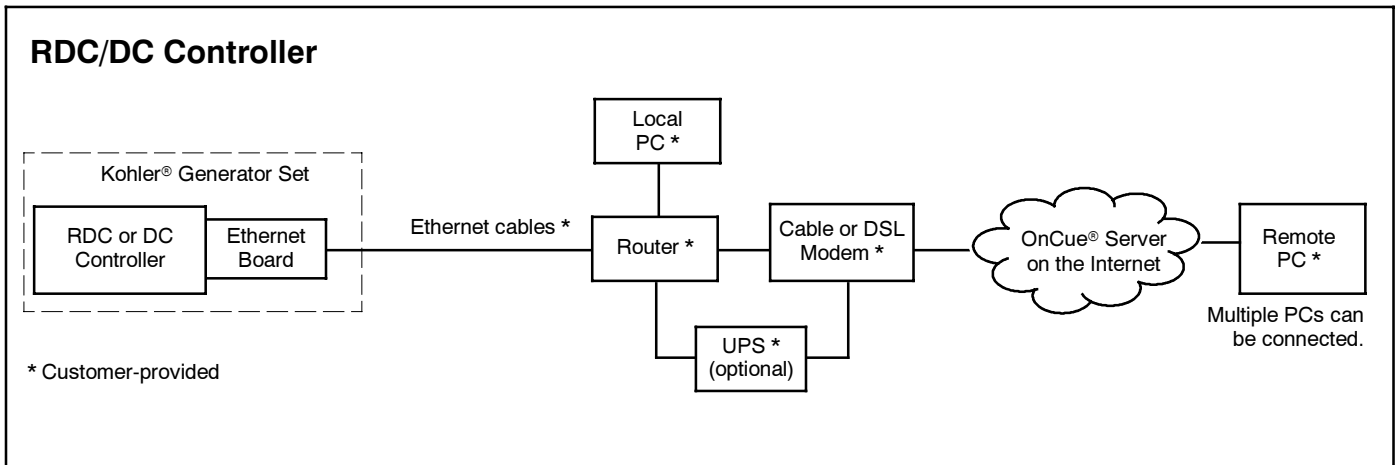 RDC/DC Controller
Local
PC *
Kohler® Generator Set
RDC or DC
Controller
Ethernet
Board
Ethernet cables *
Router *
Cable or DSL
Modem *
OnCue® Server
on the Internet
Remote
PC *
Multiple PCs can
be connected.
UPS *
(optional)
* Customer-provided